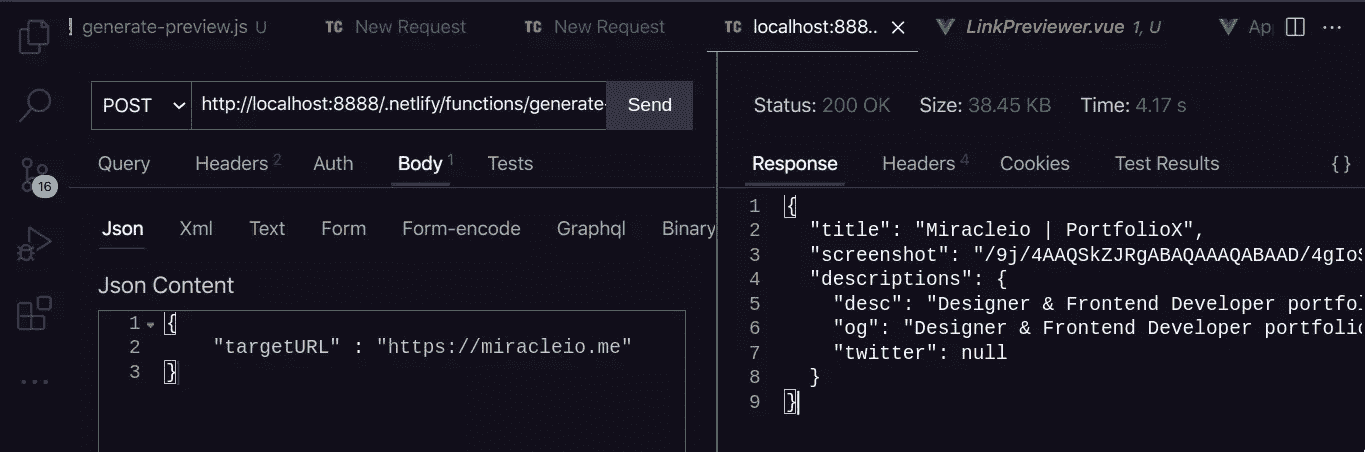 generate-preview.js U
TC New Request
TC New Request
TC localhost:888..
LinkPreviewer.vue 1, U
Ap
16
POST
http://localhost:8888/.netlify/functions/generate-
Send
Query Headers 2 Auth Body 1 Tests
Json Xml Text Form Form-encode Graphql Binary
Json Content
1 {
2 "targetURL" : "https://miracleio.me"
3 }
Status: 200 OK Size: 38.45 KB Time: 4.17 s
Response Headers 4 Cookies Test Results { }
1 {
2 "title": "Miracleio | PortfolioX",
3 "screenshot": "/9j/4AAQSkZJRgABAQAAAQABAAD/4gIoS
4 "descriptions": {
5 "desc": "Designer & Frontend Developer portfol
6 "og": "Designer & Frontend Developer portfolio
7 "twitter": null
8 }
9 }